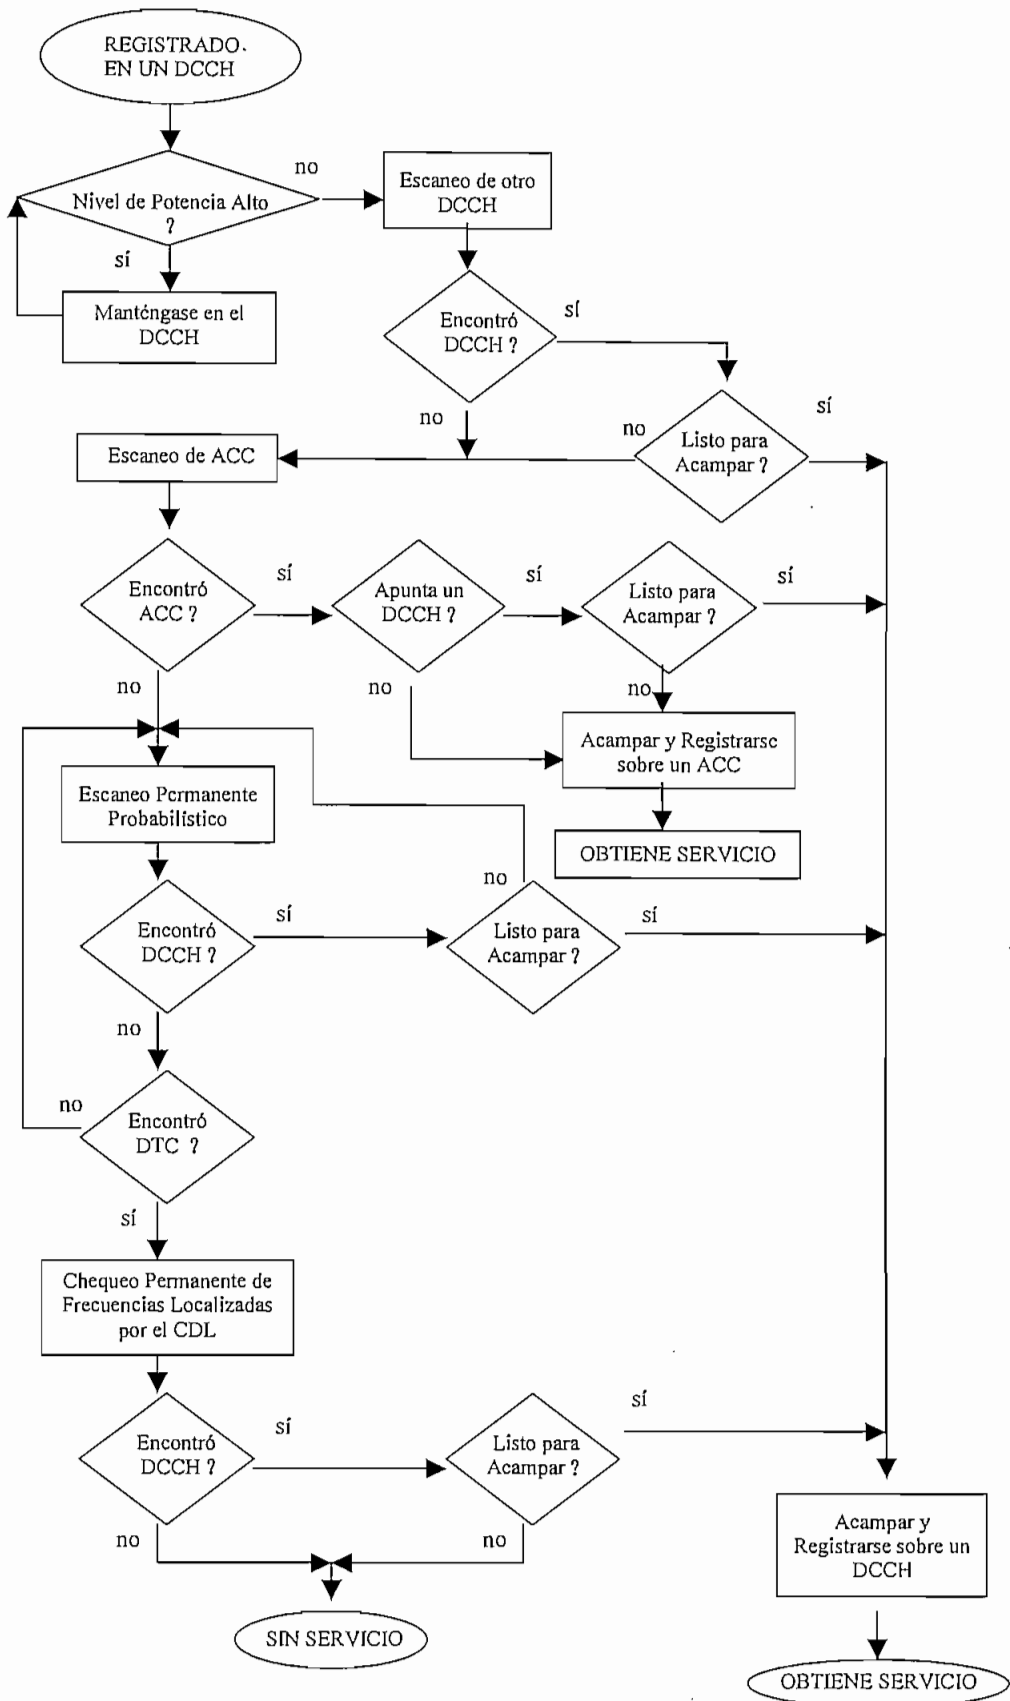 REGISTRADO.
EN UN DCCH
no
Nivel de Potencia Alto
?
Escaneo de otro
DCCH
sí
Manténgase en el
DCCH
Encontró
DCCH ?
sí
no
Listo para
Acampar ?
no
sí
Escaneo de ACC
Encontró
ACC ?
sí
Apunta un
DCCH ?
sí
Listo para
Acampar ?
sí
no
no
no
Acampar y Registrarse
sobre un ACC
Escaneo Permanente
Probabilístico
OBTIENE SERVICIO
no
Encontró
DCCH ?
sí
Listo para
Acampar ?
sí
no
no
Encontró
DTC ?
sí
Chequeo Permanente de
Frecuencias Localizadas
por el CDL
Encontró
DCCH ?
sí
Listo para
Acampar ?
sí
no
no
Acampar y
Registrarse sobre un
DCCH
SIN SERVICIO
OBTIENE SERVICIO